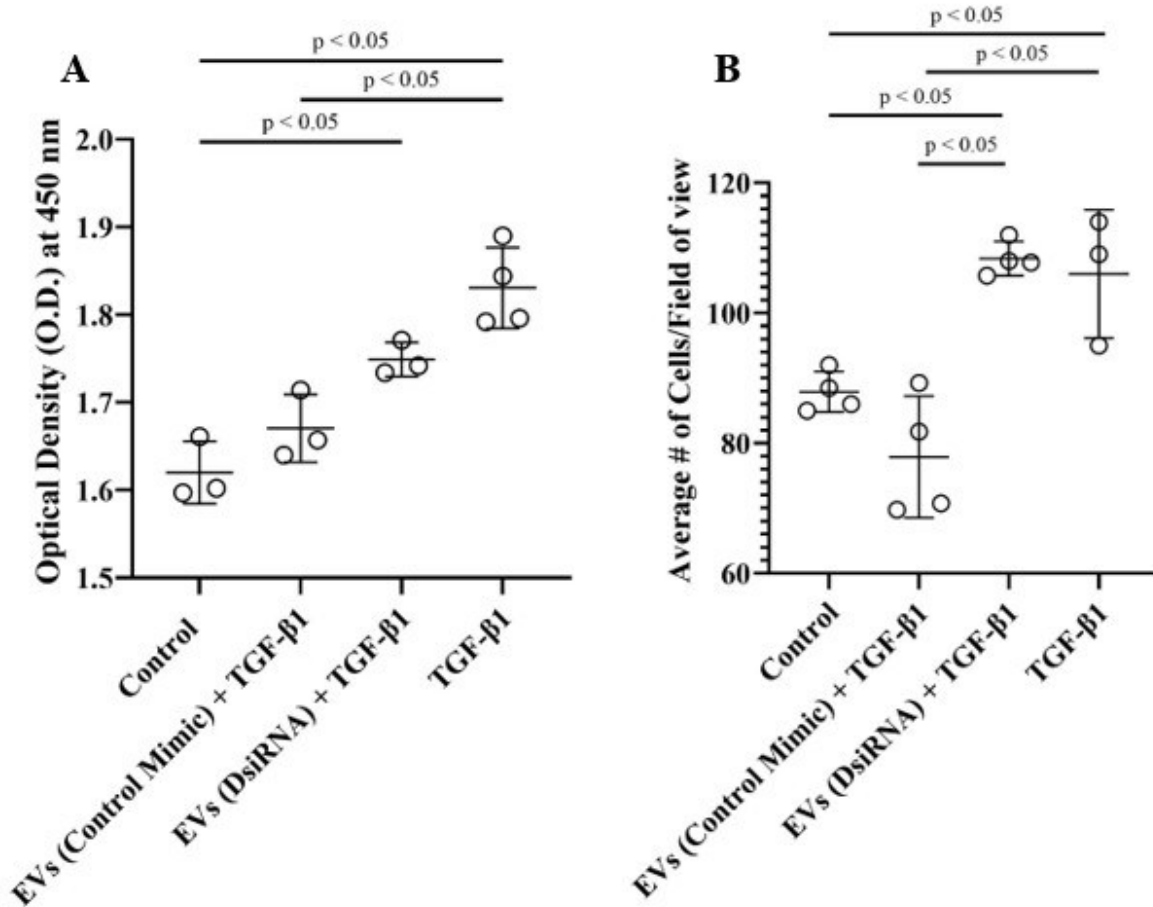 A
p < 0.05
p < 0.05
p < 0.05
Optical Density (O.D.) at 450 nm
2.0
1.9
1.8
1.7
1.6
1.5
Control
EVs (Control Mimic) + TGF-β1
EVs (DsiRNA) + TGF-β1
TGF-β1
B
p < 0.05
p < 0.05
p < 0.05
p < 0.05
Average # of Cells/Field of view
120
100
80
60
Control
EVs (Control Mimic) + TGF-β1
EVs (DsiRNA) + TGF-β1
TGF-β1